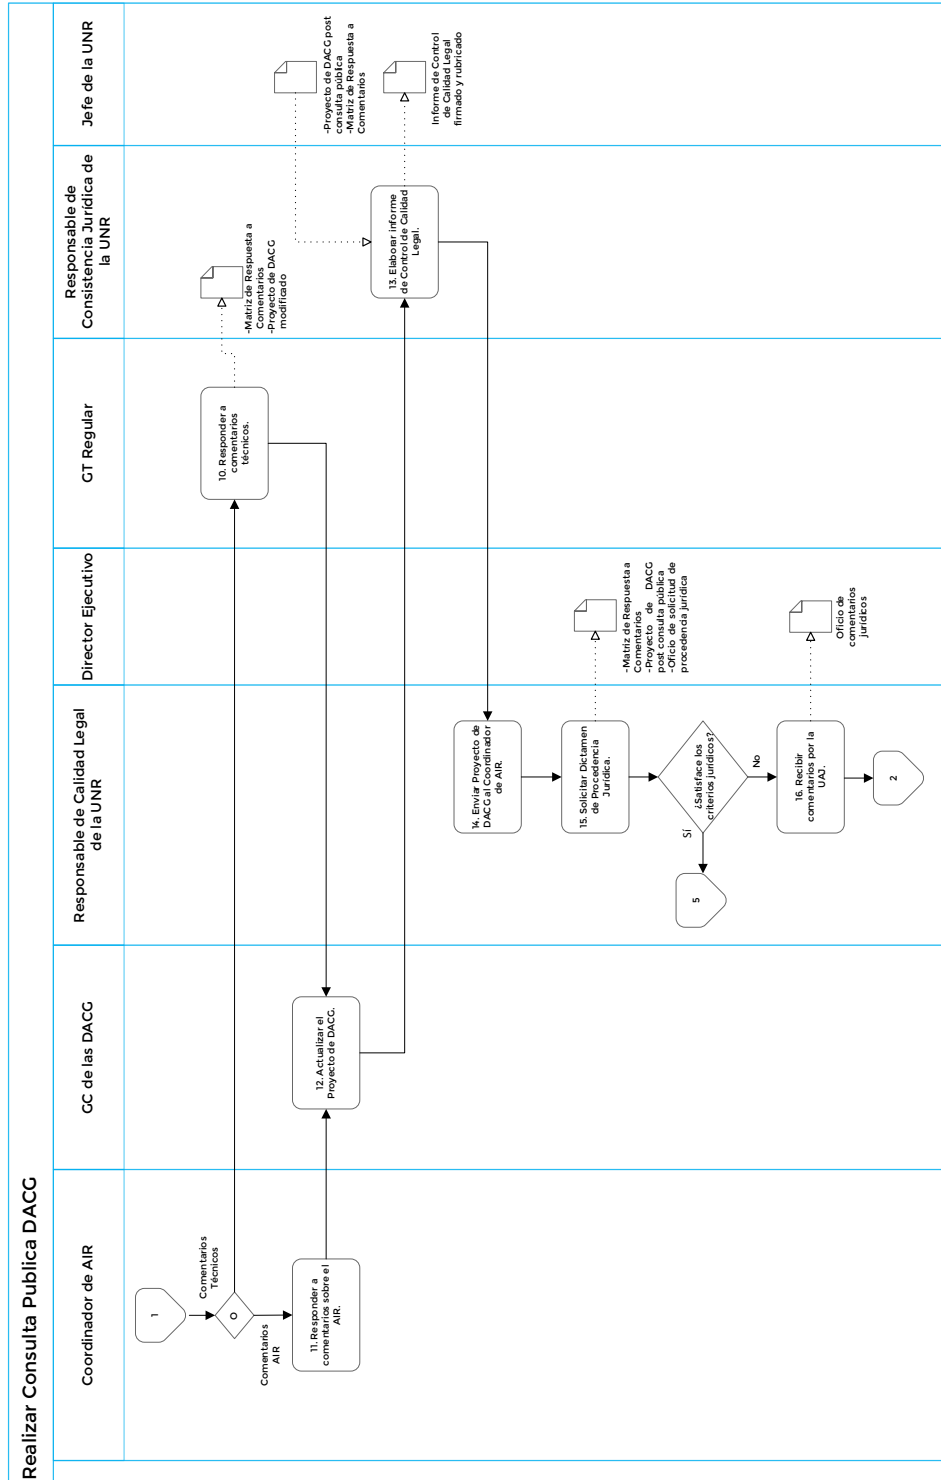 Realizar Consulta Publica DACG
Coordinador de AIR
GC de las DACG
Responsable de Calidad Legal
de la UNR
Director Ejecutivo
GT Regular
Responsable de
Consistencia Jurídica de
la UNR
Jefe de la UNR
1
Comentarios
Técnicos
O
Comentarios
AIR
11. Responder a
comentarios sobre el
AIR.
10. Responder a
comentarios
técnicos.
-Matriz de Respuesta a
Comentarios
-Proyecto de DACG
modificado
12. Actualizar el
Proyecto de DACG.
-Proyecto de DACG post
consulta pública
-Matriz de Respuesta a
Comentarios
13. Elaborar informe
de Control de Calidad
Legal.
Informe de Control
de Calidad Legal
firmado y rubricado
14. Enviar Proyecto de
DACG al Coordinador
de AIR.
15. Solicitar Dictamen
de Procedencia
Jurídica.
-Matriz de Respuesta a
Comentarios
-Proyecto de DACG
post consulta pública
-Oficio de solicitud de
procedencia jurídica
¿Satisface los
criterios jurídicos?
Sí
5
No
16. Recibir
comentarios por la
UAJ.
Oficio de
comentarios
jurídicos
2